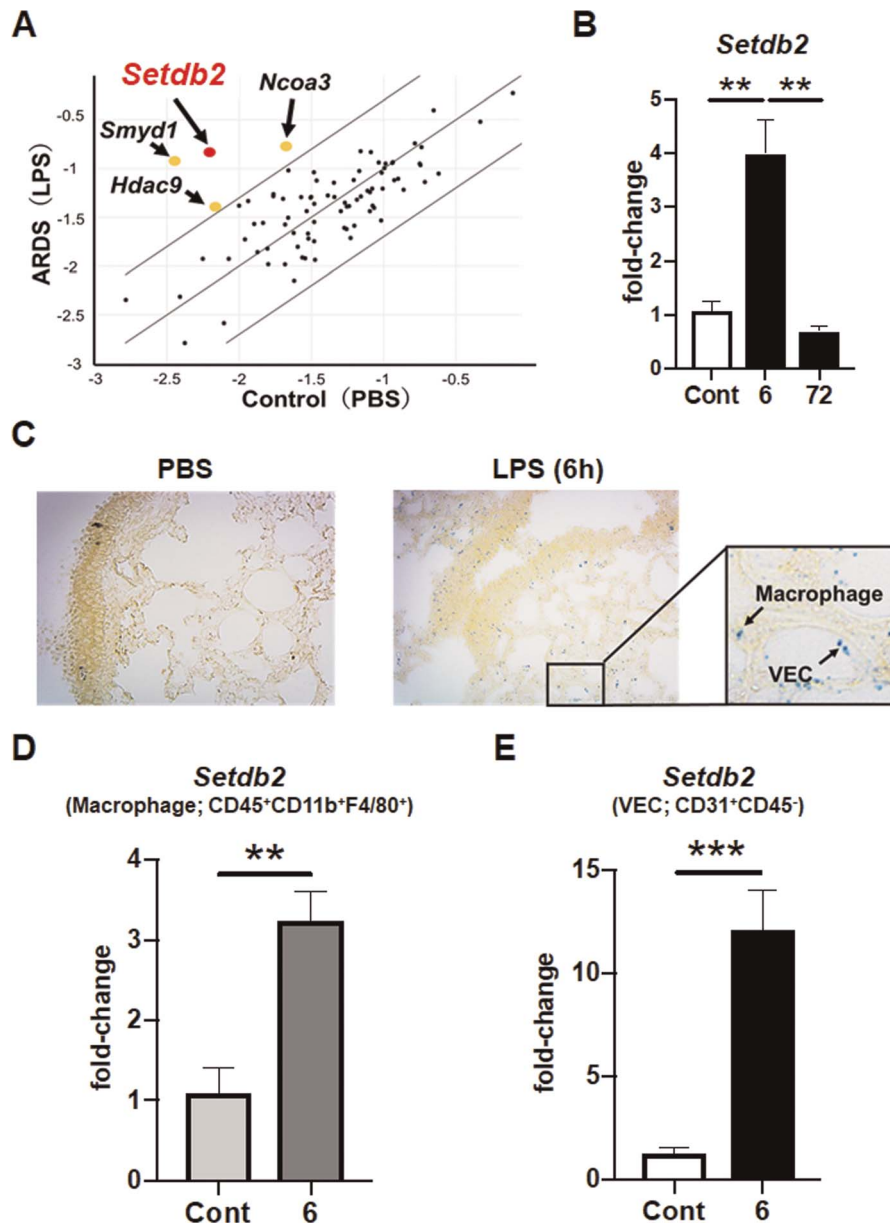 A
Setdb2
Ncoa3
Smyd1
Hdac9
-0.5
-1
-1.5
-2
-2.5
-3
ARDS (LPS)
-3
-2.5
-2
-1.5
-1
-0.5
Control (PBS)
B
Setdb2
** **
5
4
3
2
1
0
fold-change
Cont 6 72
C
PBS
LPS (6h)
Macrophage
VEC
D
Setdb2
(Macrophage; CD45⁺CD11b⁺F4/80⁺)
**
4
3
2
1
0
fold-change
Cont 6
E
Setdb2
(VEC; CD31⁺CD45⁻)
***
15
10
5
0
fold-change
Cont 6